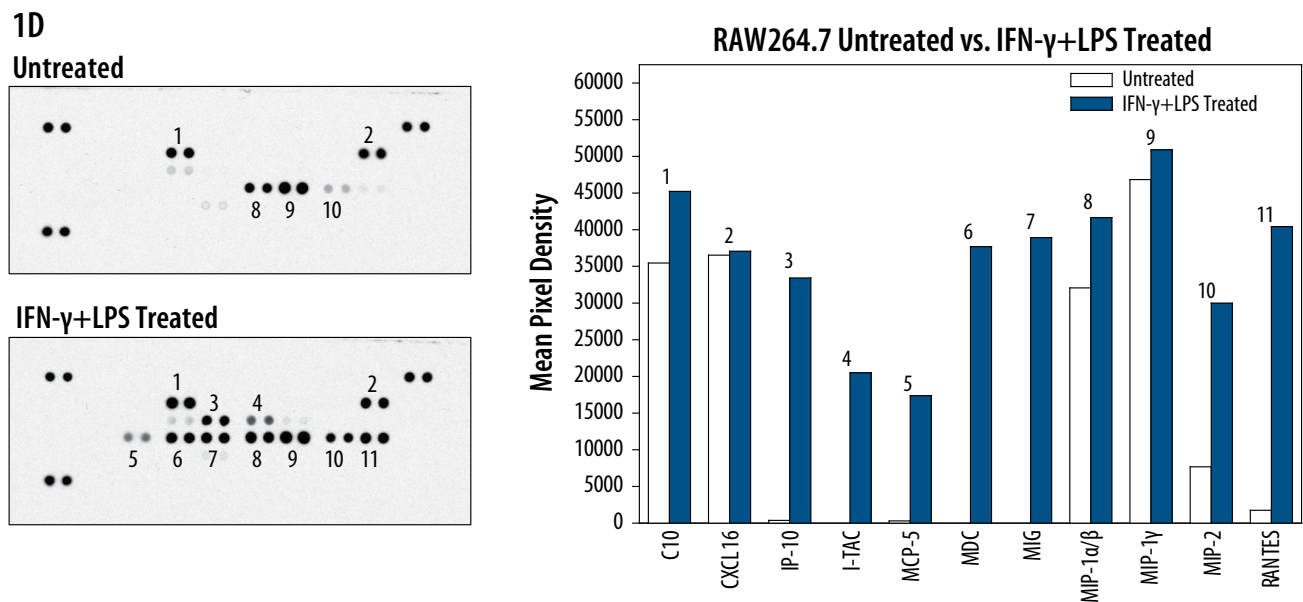 1D
Untreated
1
2
8 9 10
IFN-γ+LPS Treated
1
2
3 4
5 6 7 8 9 10 11
RAW264.7 Untreated vs. IFN-γ+LPS Treated
Untreated
IFN-γ+LPS Treated
Mean Pixel Density
60000
55000
50000
45000
40000
35000
30000
25000
20000
15000
10000
5000
0
1 2 3 4 5 6 7 8 9 10 11
C10
CXCL16
IP-10
I-TAC
MCP-5
MDC
MIG
MIP-1α/β
MIP-1γ
MIP-2
RANTES